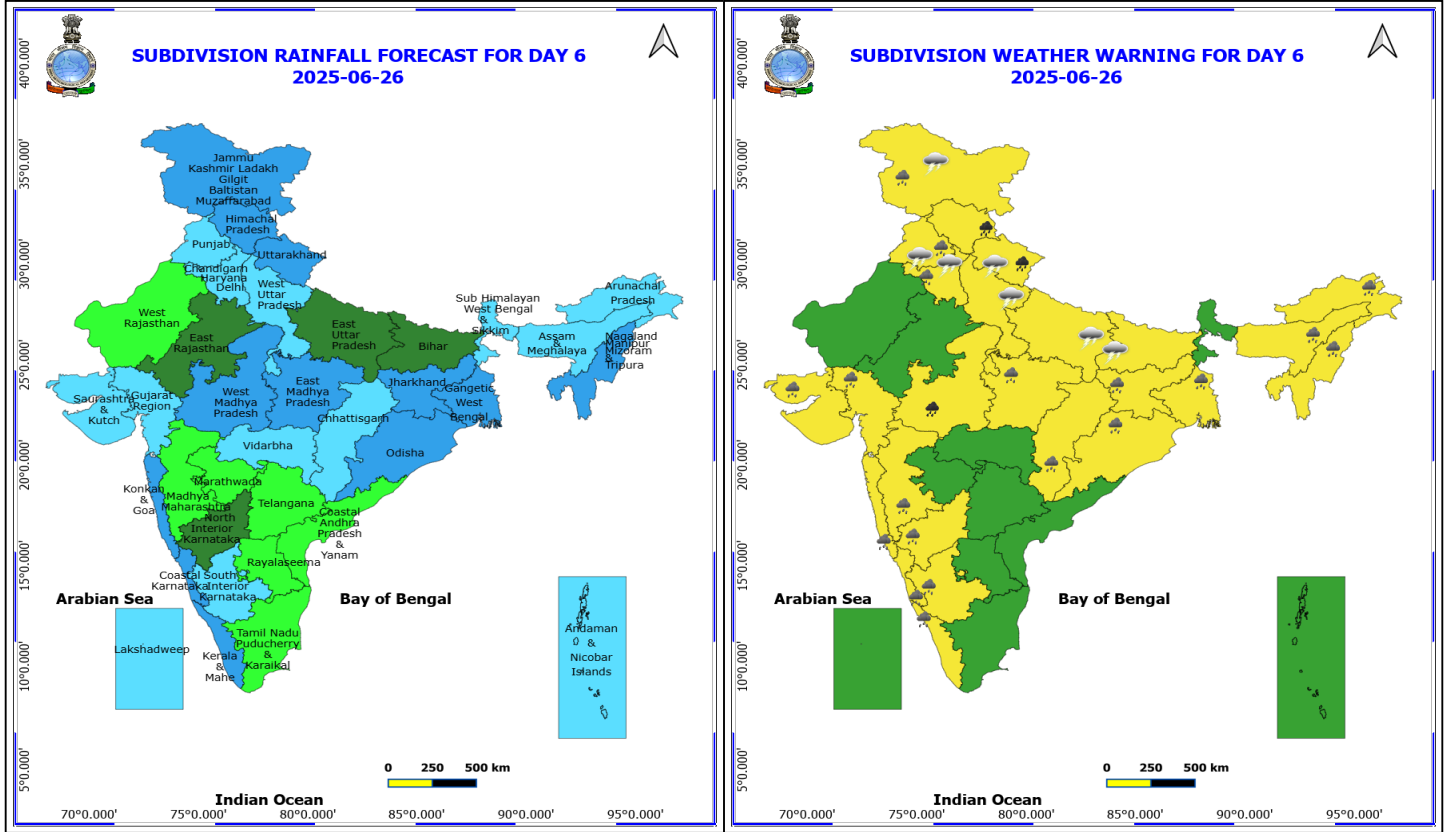 SUBDIVISION RAINFALL FORECAST FOR DAY 6
2025-06-26
40°0.000'
35°0.000'
30°0.000'
25°0.000'
20°0.000'
15°0.000'
10°0.000'
5°0.000'
Jammu
Kashmir Ladakh
Gilgit
Baltistan
Muzaffarabad
Himachal
Pradesh
Punjab
Uttarakhand
Chandigarh
Haryana
Delhi
West
Uttar
Pradesh
West
Rajasthan
East
Rajasthan
East
Uttar
Pradesh
Bihar
Sub Himalayan
West Bengal
&
Sikkim
Arunachal
Pradesh
Assam
&
Meghalaya
Nagaland
Manipur
Mizoram
&
Tripura
Saurashtra
&
Kutch
Gujarat
Region
West
Madhya
Pradesh
East
Madhya
Pradesh
Jharkhand
Gangetic
West
Bengal
Chhattisgarh
Vidarbha
Odisha
Konkan
&
Goa
Madhya
Maharashtra
Marathwada
Telangana
North
Interior
Karnataka
Coastal
Andhra
Pradesh
&
Yanam
Rayalaseema
Coastal
Karnataka
South
Interior
Karnataka
Tamil Nadu
Puducherry
&
Karaikal
Kerala
&
Mahe
Arabian Sea
Bay of Bengal
Lakshadweep
Andaman
&
Nicobar
Islands
0 250 500 km
Indian Ocean
70°0.000' 75°0.000' 80°0.000' 85°0.000' 90°0.000' 95°0.000'
SUBDIVISION WEATHER WARNING FOR DAY 6
2025-06-26
40°0.000'
35°0.000'
30°0.000'
25°0.000'
20°0.000'
15°0.000'
10°0.000'
5°0.000'
Arabian Sea
Bay of Bengal
0 250 500 km
Indian Ocean
70°0.000' 75°0.000' 80°0.000' 85°0.000' 90°0.000' 95°0.000'